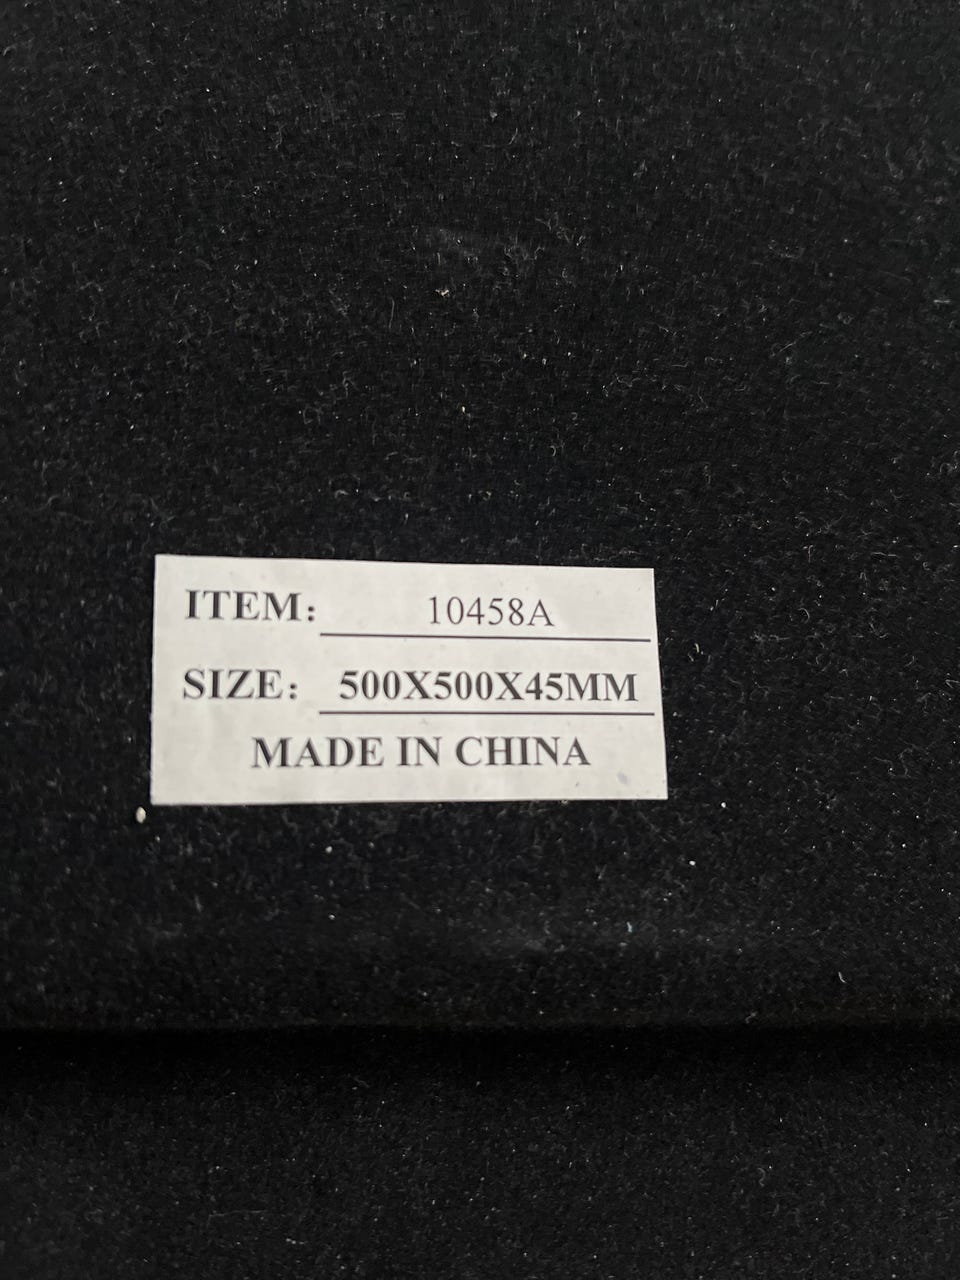 ITEM: 10458A
SIZE: 500X500X45MM
MADE IN CHINA